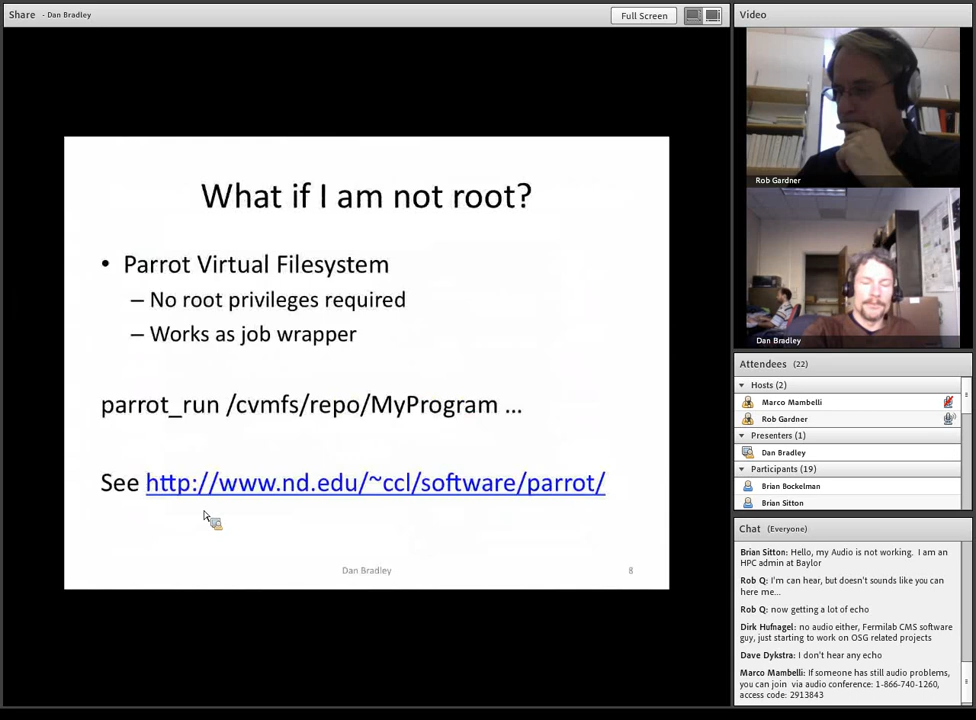 Share - Dan Bradley
Full Screen
What if I am not root?
• Parrot Virtual Filesystem
– No root privileges required
– Works as job wrapper
parrot_run /cvmfs/repo/MyProgram ...
See http://www.nd.edu/~ccl/software/parrot/
Dan Bradley
8
Video
Rob Gardner
Dan Bradley
Attendees (22)
Hosts (2)
Marco Mambelli
Rob Gardner
Presenters (1)
Dan Bradley
Participants (19)
Brian Bockelman
Brian Sitton
Chat (Everyone)
Brian Sitton: Hello, my Audio is not working. I am an
HPC admin at Baylor
Rob Q: I'm can hear, but doesn't sounds like you can
here me...
Rob Q: now getting a lot of echo
Dirk Hufnagel: no audio either, Fermilab CMS software
guy, just starting to work on OSG related projects
Dave Dykstra: I don't hear any echo
Marco Mambelli: If someone has still audio problems,
you can join via audio conference: 1-866-740-1260,
access code: 2913843